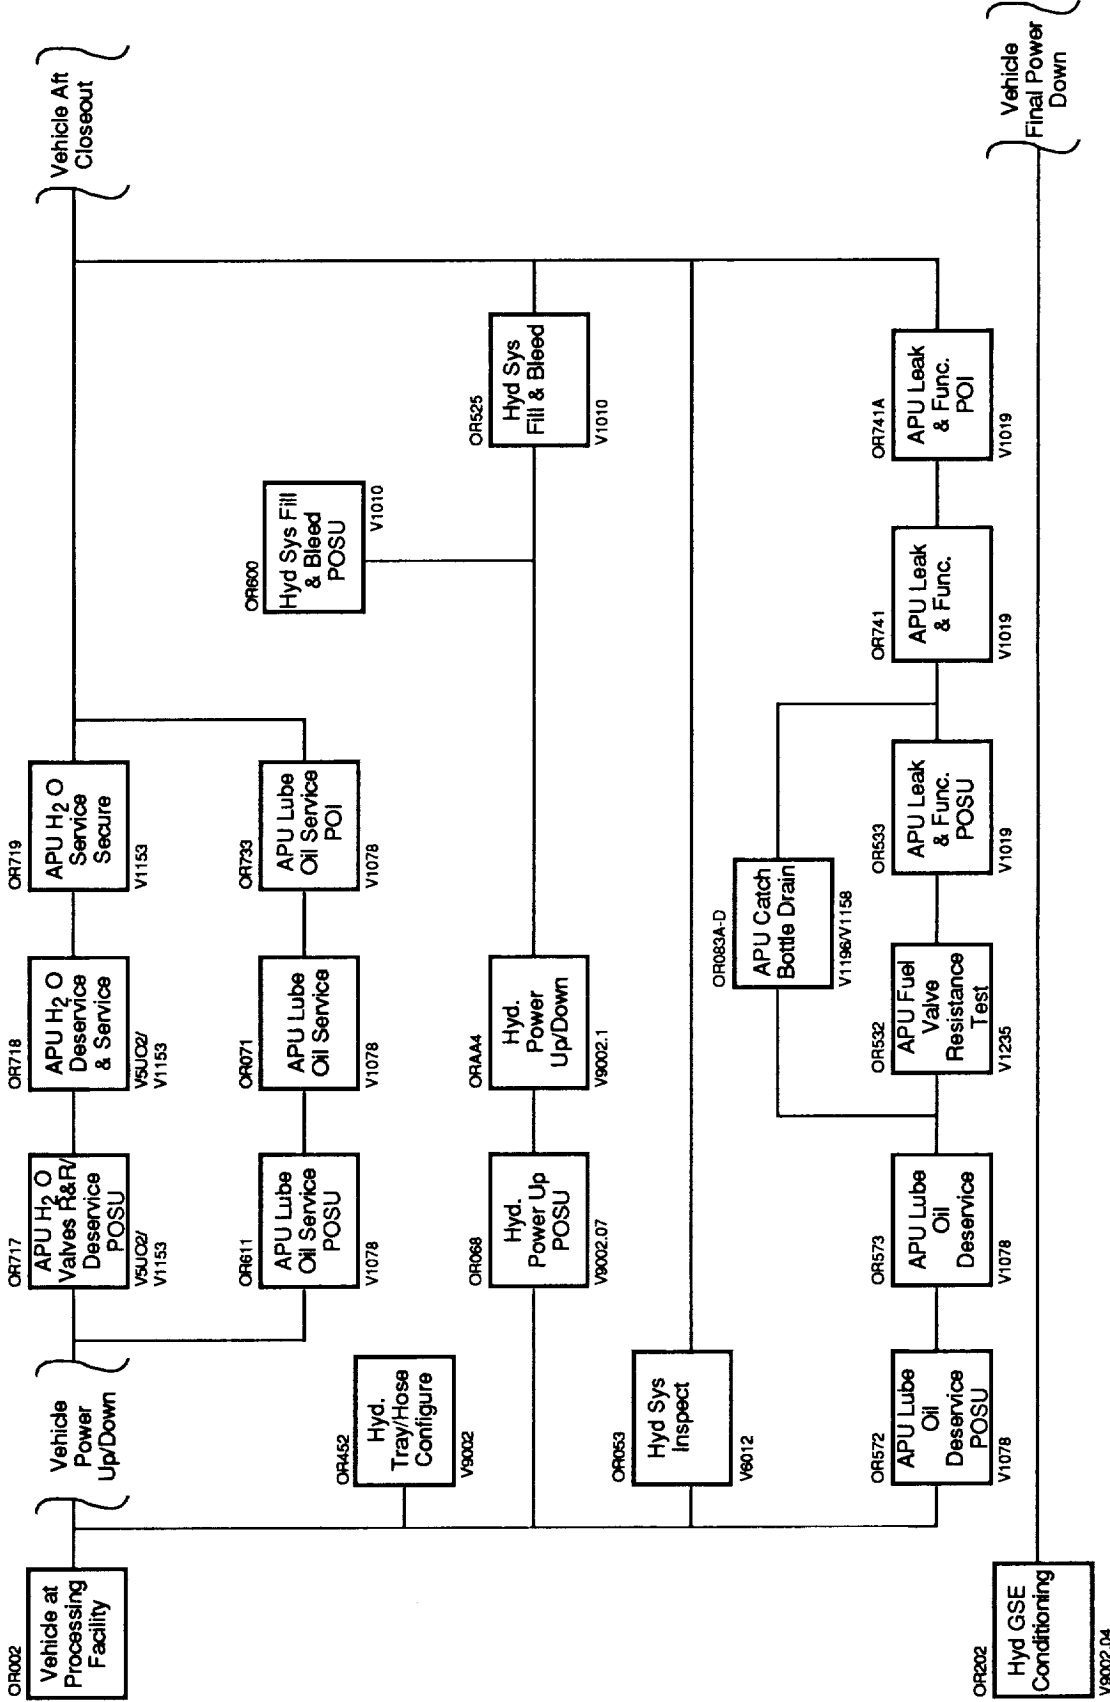 OR002
Vehicle at
Processing
Facility
Vehicle
Power
Up/Down
OR717
APU H2O
Valves R&R/
Deservice
POSU
V5UO2/
V1153
OR718
APU H2O
Deservice
& Service
V5UO2/
V1153
OR719
APU H2O
Service
Secure
V1153
Vehicle Aft
Closeout
OR611
APU Lube
Oil Service
POSU
V1078
OR071
APU Lube
Oil Service
V1078
OR733
APU Lube
Oil Service
POI
V1078
OR600
Hyd Sys Fill
& Bleed
POSU
V1010
OR452
Hyd.
Tray/Hose
Configure
V9002
OR068
Hyd.
Power Up
POSU
V9002.07
ORAA4
Hyd.
Power
Up/Down
V9002.1
OR525
Hyd Sys
Fill & Bleed
V1010
OR053
Hyd Sys
Inspect
V6012
OR083A-D
APU Catch
Bottle Drain
V1196/V1158
OR572
APU Lube
Oil
Deservice
POSU
V1078
OR573
APU Lube
Oil
Deservice
V1078
OR532
APU Fuel
Valve
Resistance
Test
V1235
OR533
APU Leak
& Func.
POSU
V1019
OR741
APU Leak
& Func.
V1019
OR741A
APU Leak
& Func.
POI
V1019
OR202
Hyd GSE
Conditioning
V9002.04
Vehicle
Final Power
Down